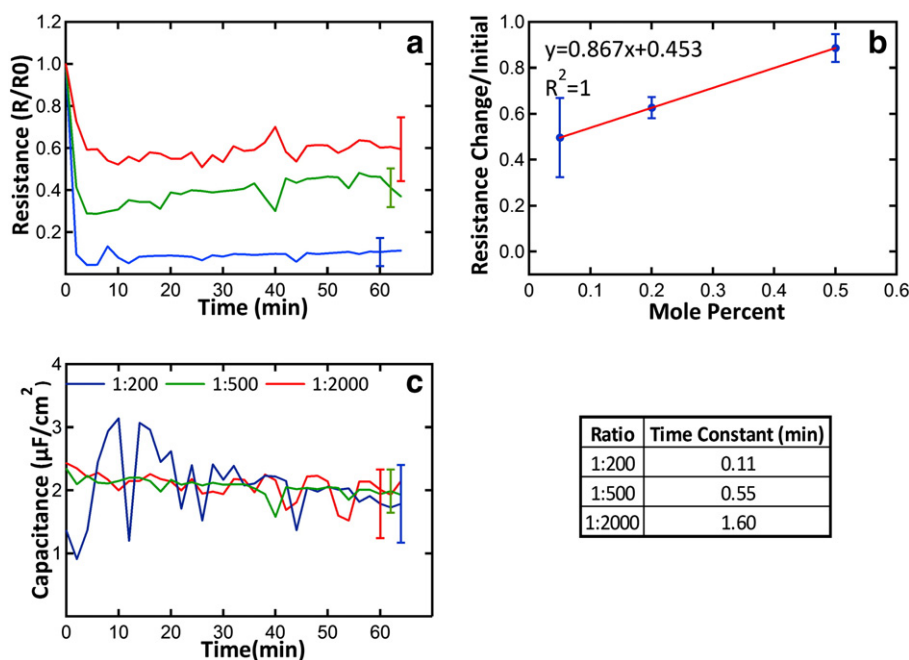 a
1.2
1.0
0.8
0.6
0.4
0.2
Resistance (R/R0)
0 10 20 30 40 50 60
Time (min)
b
y=0.867x+0.453
R²=1
1.0
0.8
0.6
0.4
0.2
0.0
Resistance Change/Initial
0 0.1 0.2 0.3 0.4 0.5 0.6
Mole Percent
c
1:200 1:500 1:2000
4
3
2
1
Capacitance (µF/cm²)
0 10 20 30 40 50 60
Time(min)
Ratio Time Constant (min)
1:200 0.11
1:500 0.55
1:2000 1.60